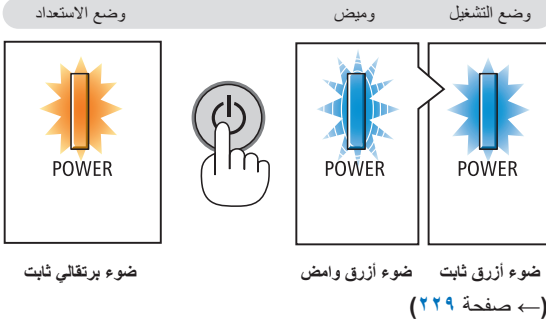 وضع التشغيل وميض وضع الاستعداد
POWER POWER POWER
ضوء أزرق ثابت ضوء أزرق وامض ضوء برتقالي ثابت
(← صفحة ٢٢٩)